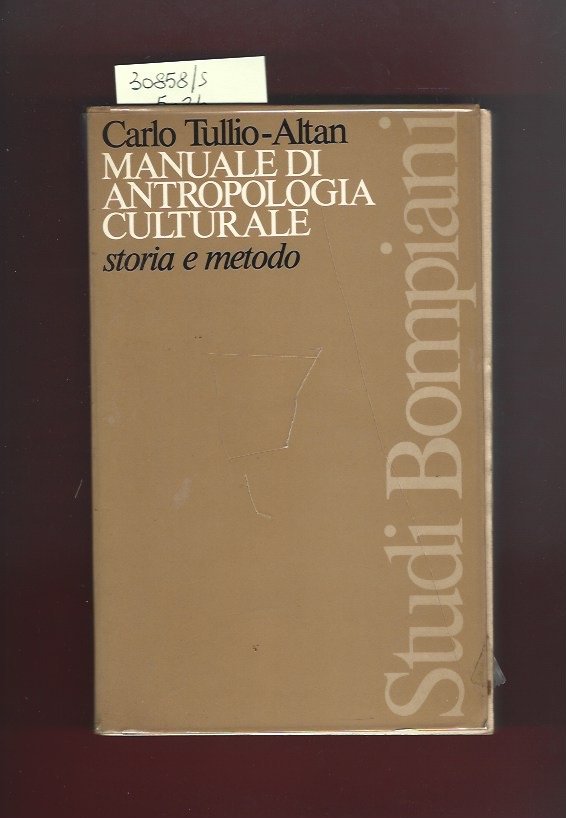 30858/s
Carlo Tullio-Altan
MANUALE DI
ANTROPOLOGIA
CULTURALE
storia e metodo
Studi Bompiani